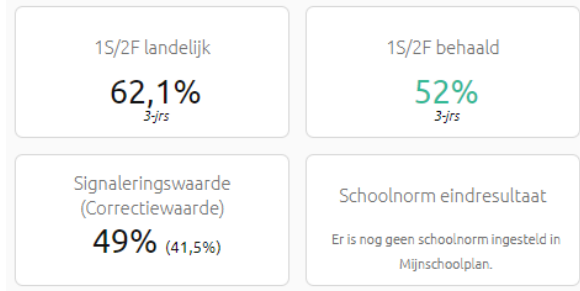 1S/2F landelijk
62,1%
3-jrs
1S/2F behaald
52%
3-jrs
Signaleringswaarde
(Correctiewaarde)
49% (41,5%)
Schoolnorm eindresultaat
Er is nog geen schoolnorm ingesteld in
Mijnschoolplan.